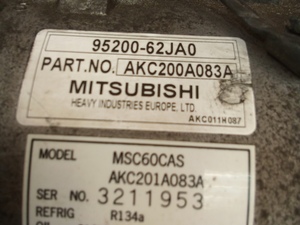 95200-62JA0
PART.NO. AKC200A083A
MITSUBISHI
HEAVY INDUSTRIES EUROPE, LTD.
AKC011H087
MODEL MSC60CAS
AKC201A083A
SER NO. 3211953
REFRIG R134a